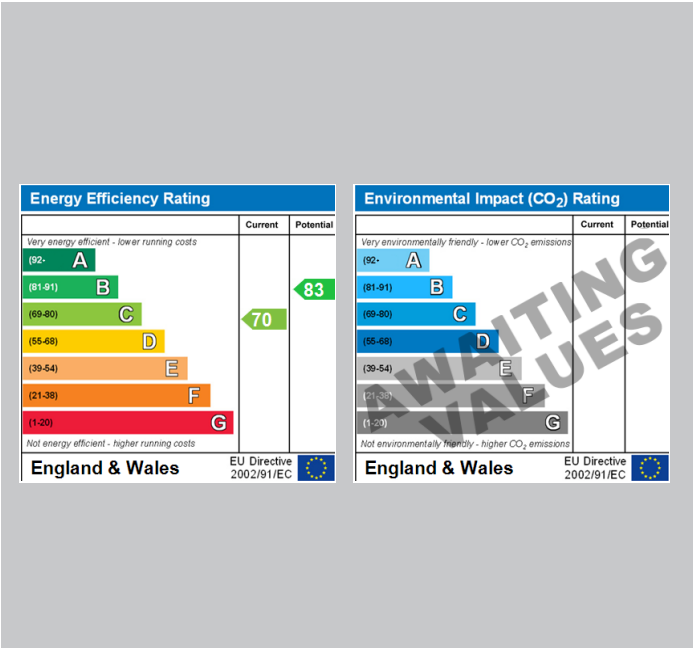 Energy Efficiency Rating
Current Potential
Very energy efficient - lower running costs
(92- A
(81-91) B
83
(69-80) C
70
(55-68) D
(39-54) E
(21-38) F
(1-20) G
Not energy efficient - higher running costs
England & Wales
EU Directive
2002/91/EC
Environmental Impact (CO₂) Rating
Current Potential
Very environmentally friendly - lower CO₂ emissions
(92- A
(81-91) B
(69-80) C
(55-68) D
(39-54) E
(21-38) F
(1-20) G
Not environmentally friendly - higher CO₂ emissions
AWAITING
VALUES
England & Wales
EU Directive
2002/91/EC